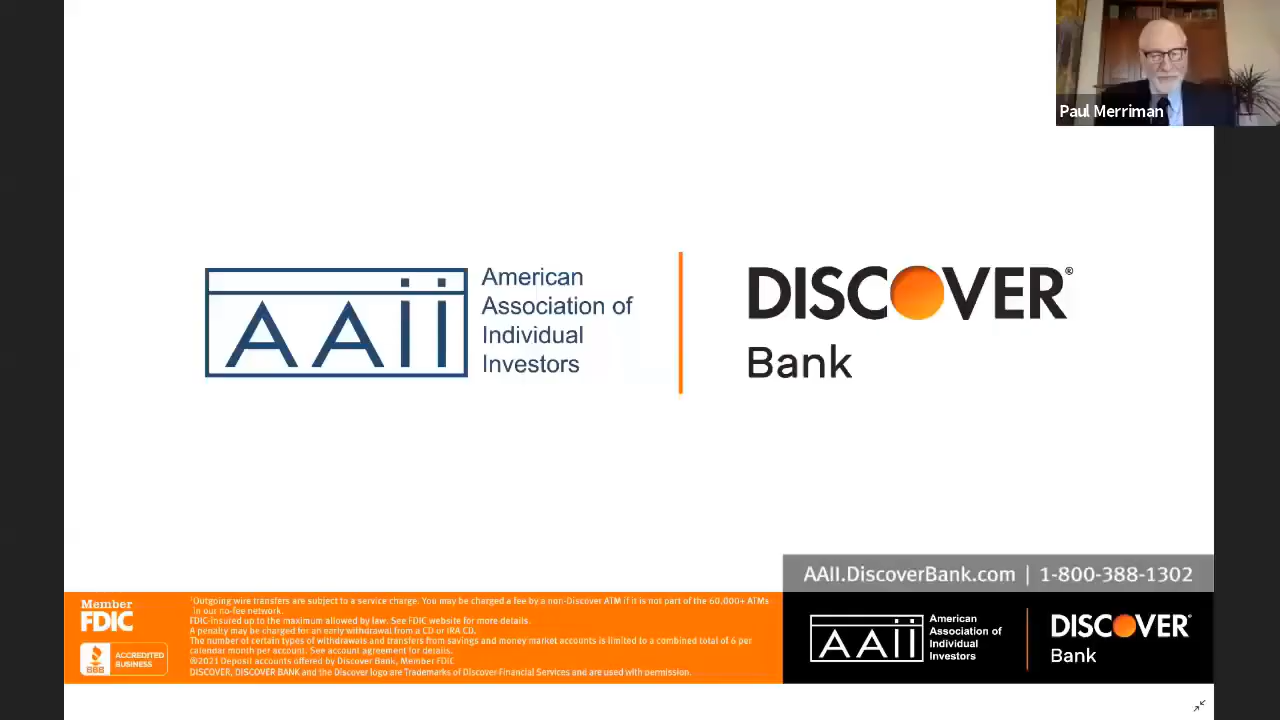 Paul Merriman
AAii
American
Association of
Individual
Investors
DISCOVER®
Bank
AAII.DiscoverBank.com | 1-800-388-1302
Member
FDIC
BBB
ACCREDITED
BUSINESS
¹Outgoing wire transfers are subject to a service charge. You may be charged a fee by a non-Discover ATM if it is not part of the 60,000+ ATMs
in our no-fee network.
FDIC-insured up to the maximum allowed by law. See FDIC website for more details.
A penalty may be charged for an early withdrawal from a CD or IRA CD.
The number of certain types of withdrawals and transfers from savings and money market accounts is limited to a combined total of 6 per
calendar month per account. See account agreement for details.
©2021 Deposit accounts offered by Discover Bank, Member FDIC
DISCOVER, DISCOVER BANK and the Discover logo are Trademarks of Discover Financial Services and are used with permission.
AAii
American
Association of
Individual
Investors
DISCOVER®
Bank